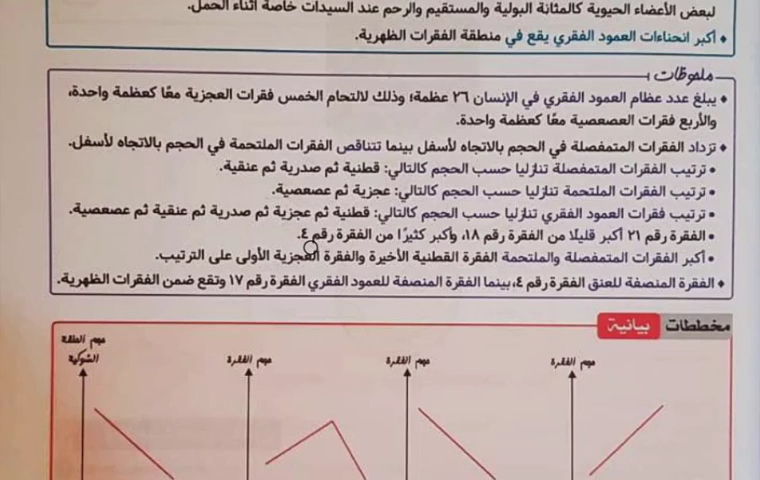 لبعض الأعضاء الحيوية كالمثانة البولية والمستقيم والرحم عند السيدات خاصة أثناء الحمل.
♦ أكبر انحناءات العمود الفقري يقع في منطقة الفقرات الظهرية.
ملحوظات
♦ يبلغ عدد عظام العمود الفقري في الإنسان ٢٦ عظمة؛ وذلك لالتحام الخمس فقرات العجزية معًا كعظمة واحدة،
والأربع فقرات العصعصية معًا كعظمة واحدة.
♦ تزداد الفقرات المتمفصلة في الحجم بالاتجاه لأسفل بينما تتناقص الفقرات الملتحمة في الحجم بالاتجاه لأسفل.
• ترتيب الفقرات المتمفصلة تنازليا حسب الحجم كالتالي: قطنية ثم صدرية ثم عنقية.
• ترتيب الفقرات الملتحمة تنازليا حسب الحجم كالتالي: عجزية ثم عصعصية.
• ترتيب فقرات العمود الفقري تنازليا حسب الحجم كالتالي: قطنية ثم عجزية ثم صدرية ثم عنقية ثم عصعصية.
• الفقرة رقم ٢١ أكبر قليلًا من الفقرة رقم ١٨، وأكبر كثيرًا من الفقرة رقم ٤.
• أكبر الفقرات المتمفصلة والملتحمة الفقرة القطنية الأخيرة والفقرة العجزية الأولى على الترتيب.
♦ الفقرة المنصفة للعنق الفقرة رقم ٤، بينما الفقرة المنصفة للعمود الفقري الفقرة رقم ١٧ وتقع ضمن الفقرات الظهرية.
مخططات بيانية
حجم الفقرة
حجم الفقرة
حجم الفقرة
حجم الحلقة
الشوكية